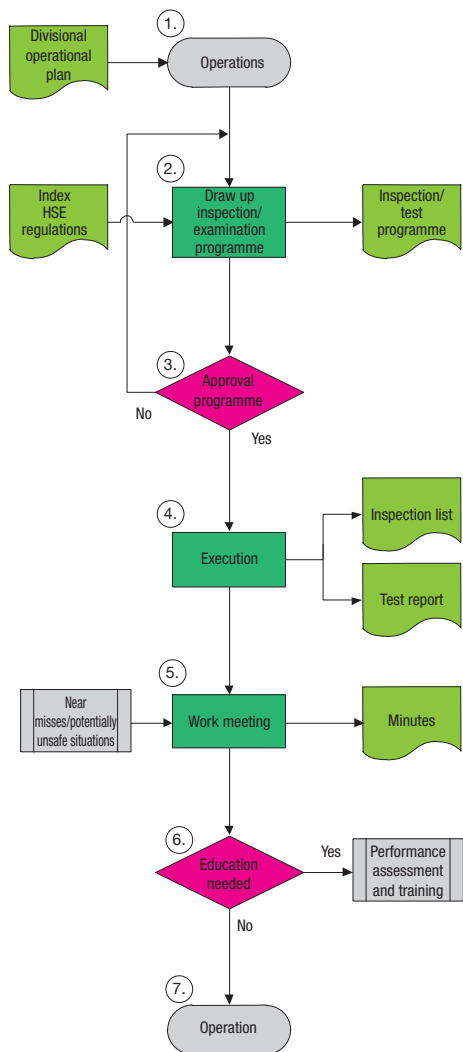 1.
Divisional
operational
plan
Operations
2.
Index
HSE
regulations
Draw up
inspection/
examination
programme
Inspection/
test
programme
3.
Approval
programme
No
Yes
4.
Execution
Inspection list
Test report
5.
Near
misses/potentially
unsafe situations
Work meeting
Minutes
6.
Education
needed
Yes
Performance
assessment
and training
No
7.
Operation